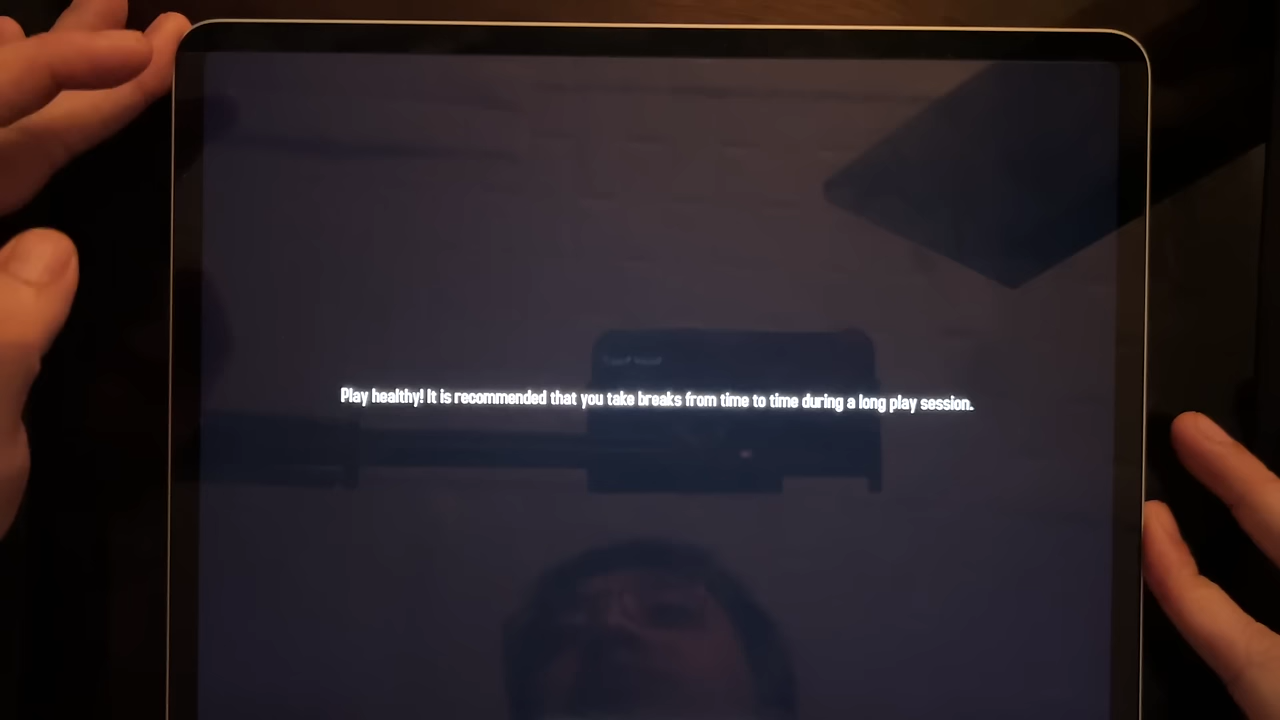 Play healthy! It is recommended that you take breaks from time to time during a long play session.